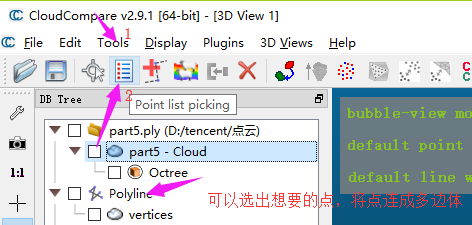 CloudCompare v2.9.1 [64-bit] - [3D View 1]
File Edit Tools Display Plugins 3D Views Help
1
1:1
2
Point list picking
DB Tree
part5.ply (D:/tencent/点云)
part5 - Cloud
Octree
Polyline
vertices
bubble-view mo
default point
default line w
可以选出想要的点，将点连成多边体